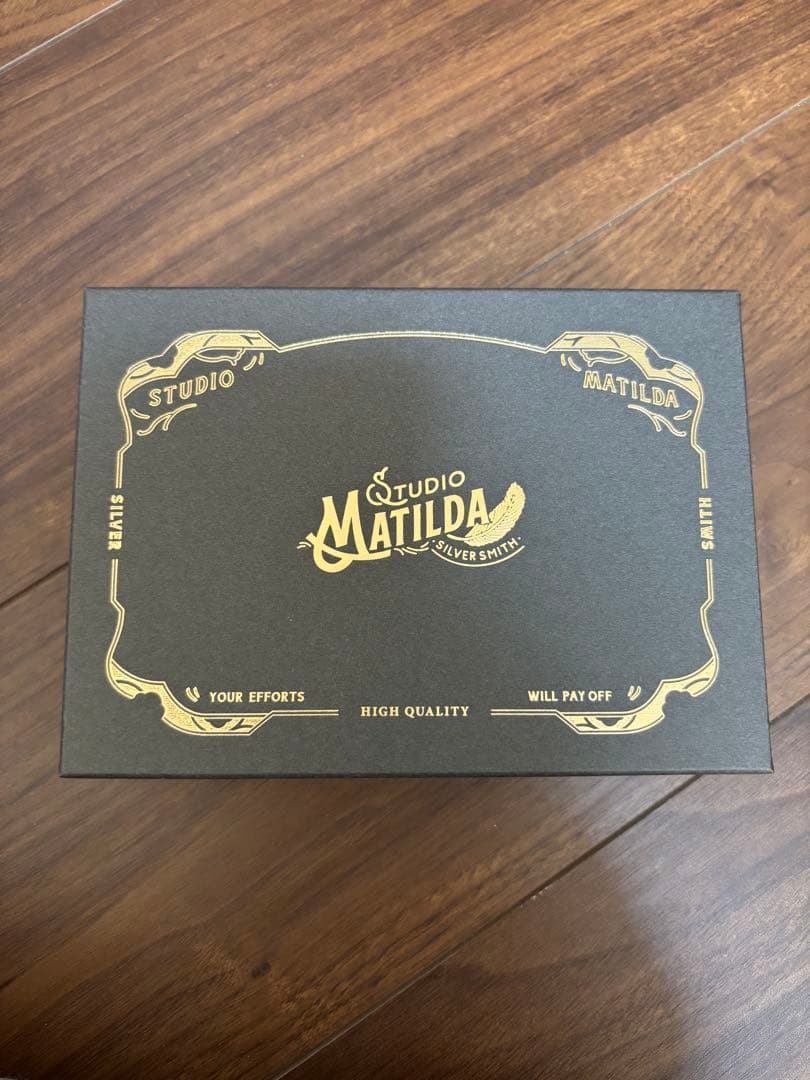 STUDIO
MATILDA
SILVER
SMITH
STUDIO
MATILDA
·SILVER SMITH·
YOUR EFFORTS
HIGH QUALITY
WILL PAY OFF